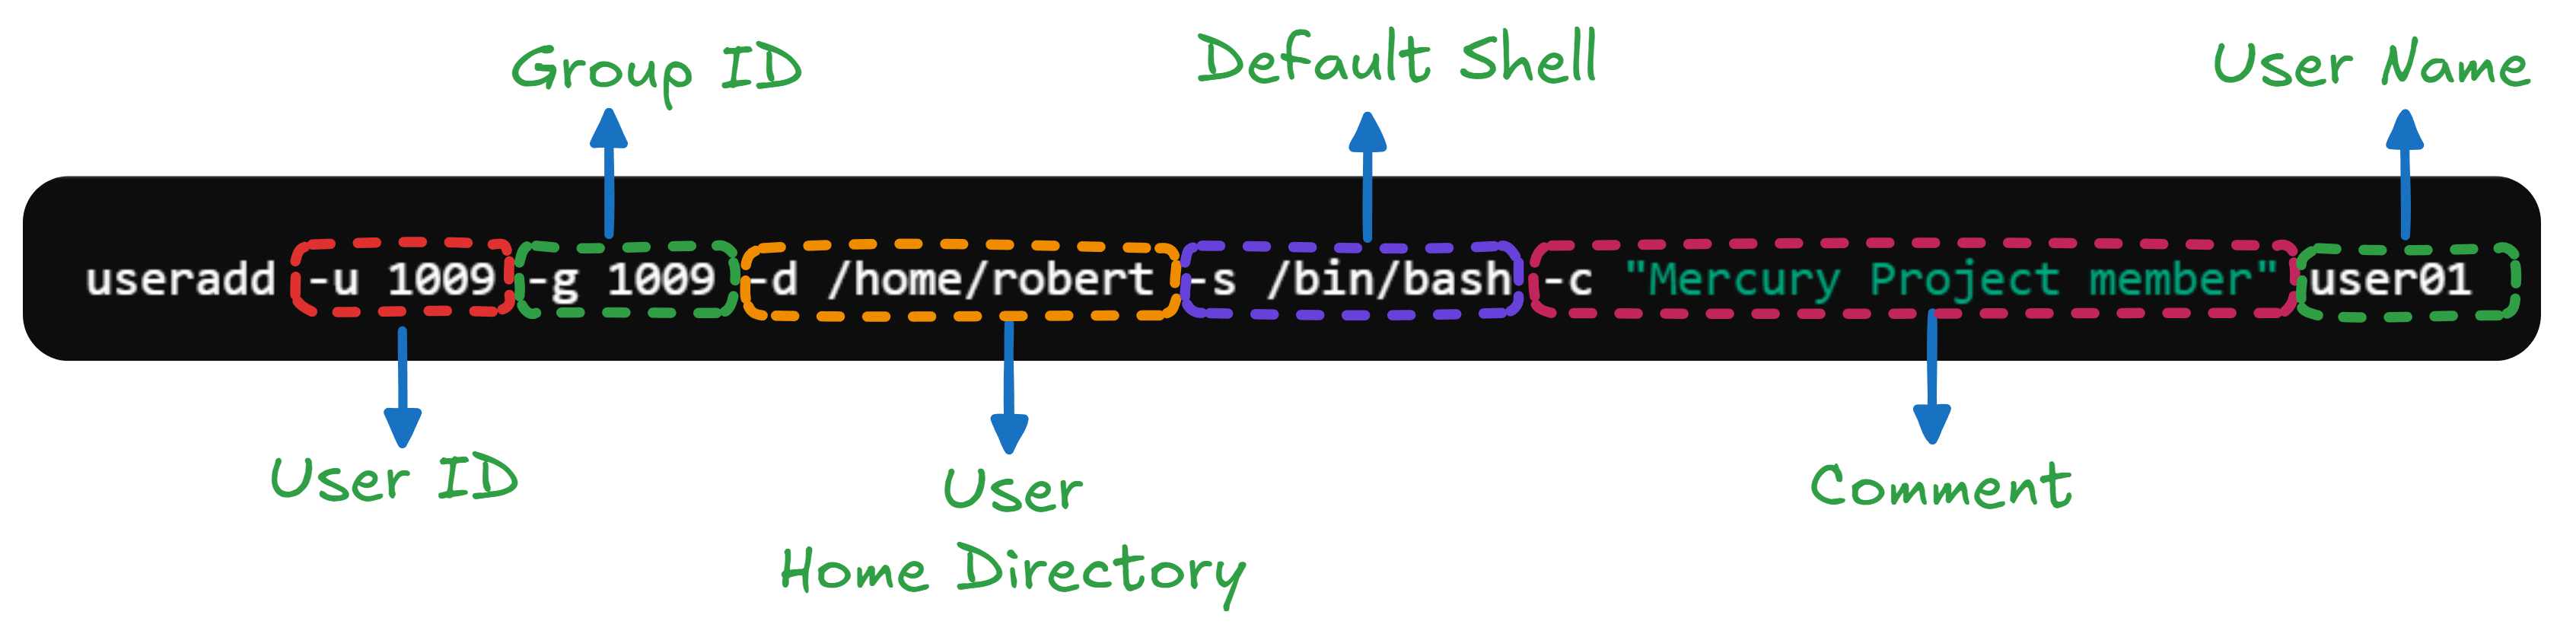 Group ID
Default Shell
User Name
useradd -u 1009 -g 1009 -d /home/robert -s /bin/bash -c "Mercury Project member" user01
User ID
User
Home Directory
Comment